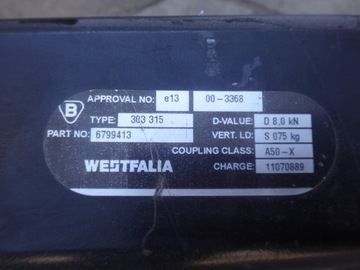 B
APPROVAL NO: e13 00-3368
TYPE: 303 315 D-VALUE: D 8,0 kN
PART NO: 6799413 VERT. LD: S 075 kg
COUPLING CLASS: A50-X
WESTFALIA CHARGE: 11070889